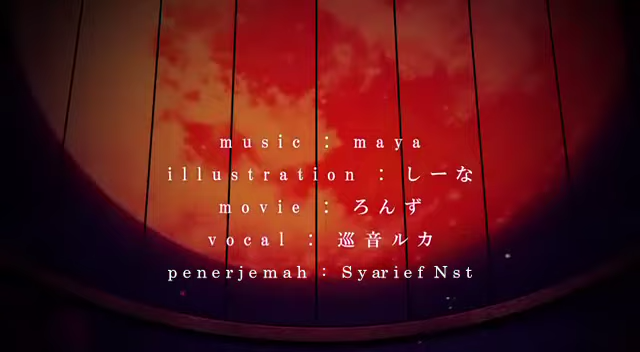 music : maya
illustration : しーな
movie : ろんず
vocal : 巡音ルカ
penerjemah : Syarief Nst